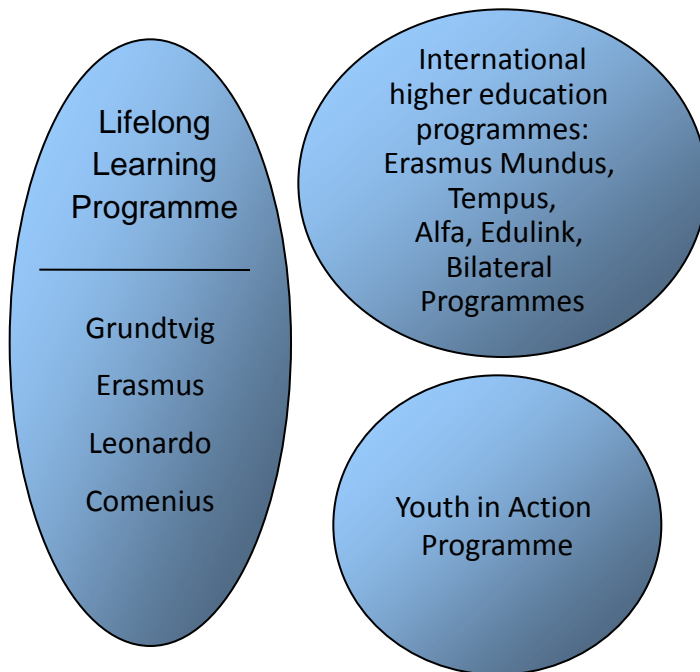 Lifelong
Learning
Programme
Grundtvig
Erasmus
Leonardo
Comenius
International
higher education
programmes:
Erasmus Mundus,
Tempus,
Alfa, Edulink,
Bilateral
Programmes
Youth in Action
Programme